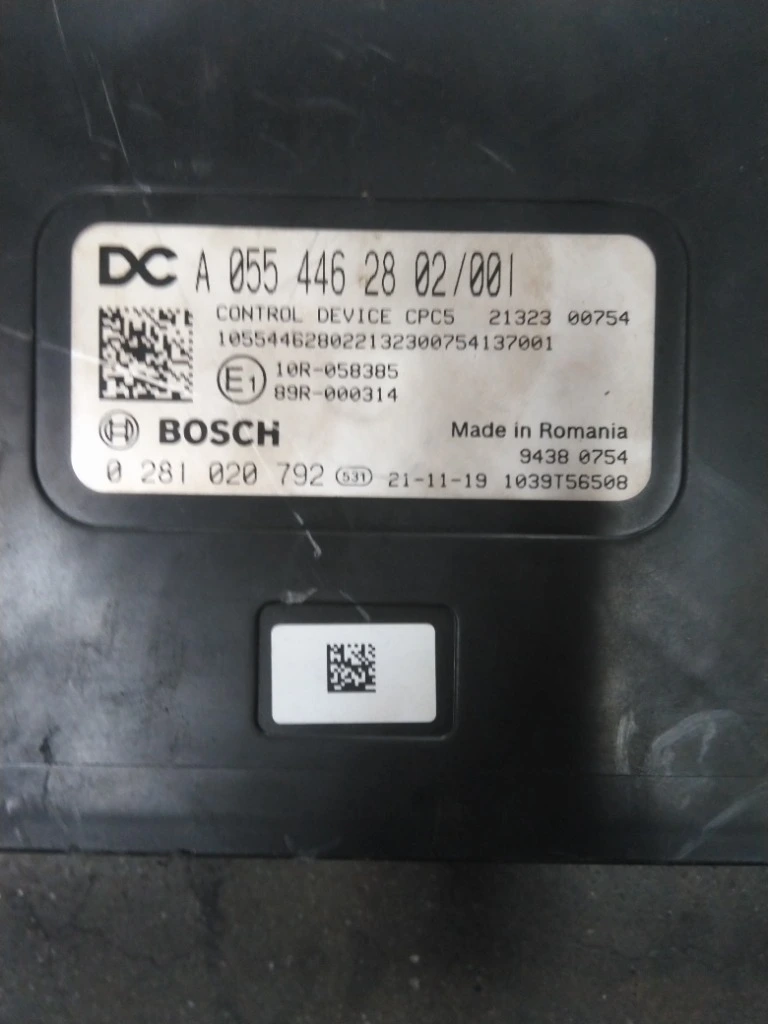 DC A 055 446 28 02/001
CONTROL DEVICE CPC5 21323 00754
105544628022132300754137001
E1 10R-058385
89R-000314
BOSCH Made in Romania
9438 0754
0 281 020 792 531 21-11-19 1039T56508